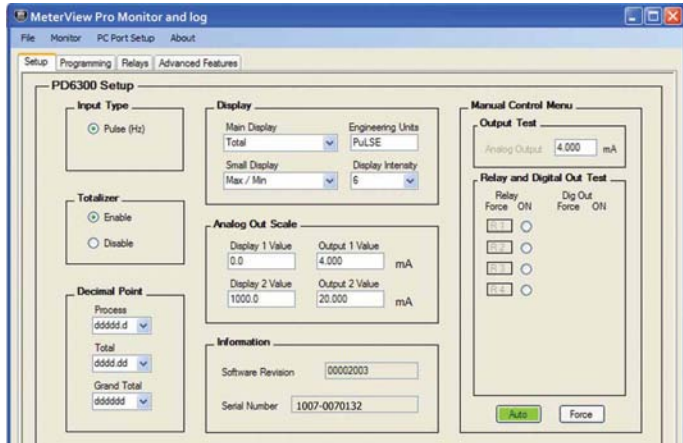 MeterView Pro Monitor and log
File Monitor PC Port Setup About
Setup Programming Relays Advanced Features
PD6300 Setup
Input Type
Pulse (Hz)
Totalizer
Enable
Disable
Decimal Point
Process
ddddd.d
Total
dddd.dd
Grand Total
dddddd
Display
Main Display Engineering Units
Total PuLSE
Small Display Display Intensity
Max / Min 6
Analog Out Scale
Display 1 Value Output 1 Value
0.0 4.000 mA
Display 2 Value Output 2 Value
1000.0 20.000 mA
Information
Software Revision 00002003
Serial Number 1007-0070132
Manual Control Menu
Output Test
Analog Output 4.000 mA
Relay and Digital Out Test
Relay Dig Out
Force ON Force ON
R 1
R 2
R 3
R 4
Auto Force